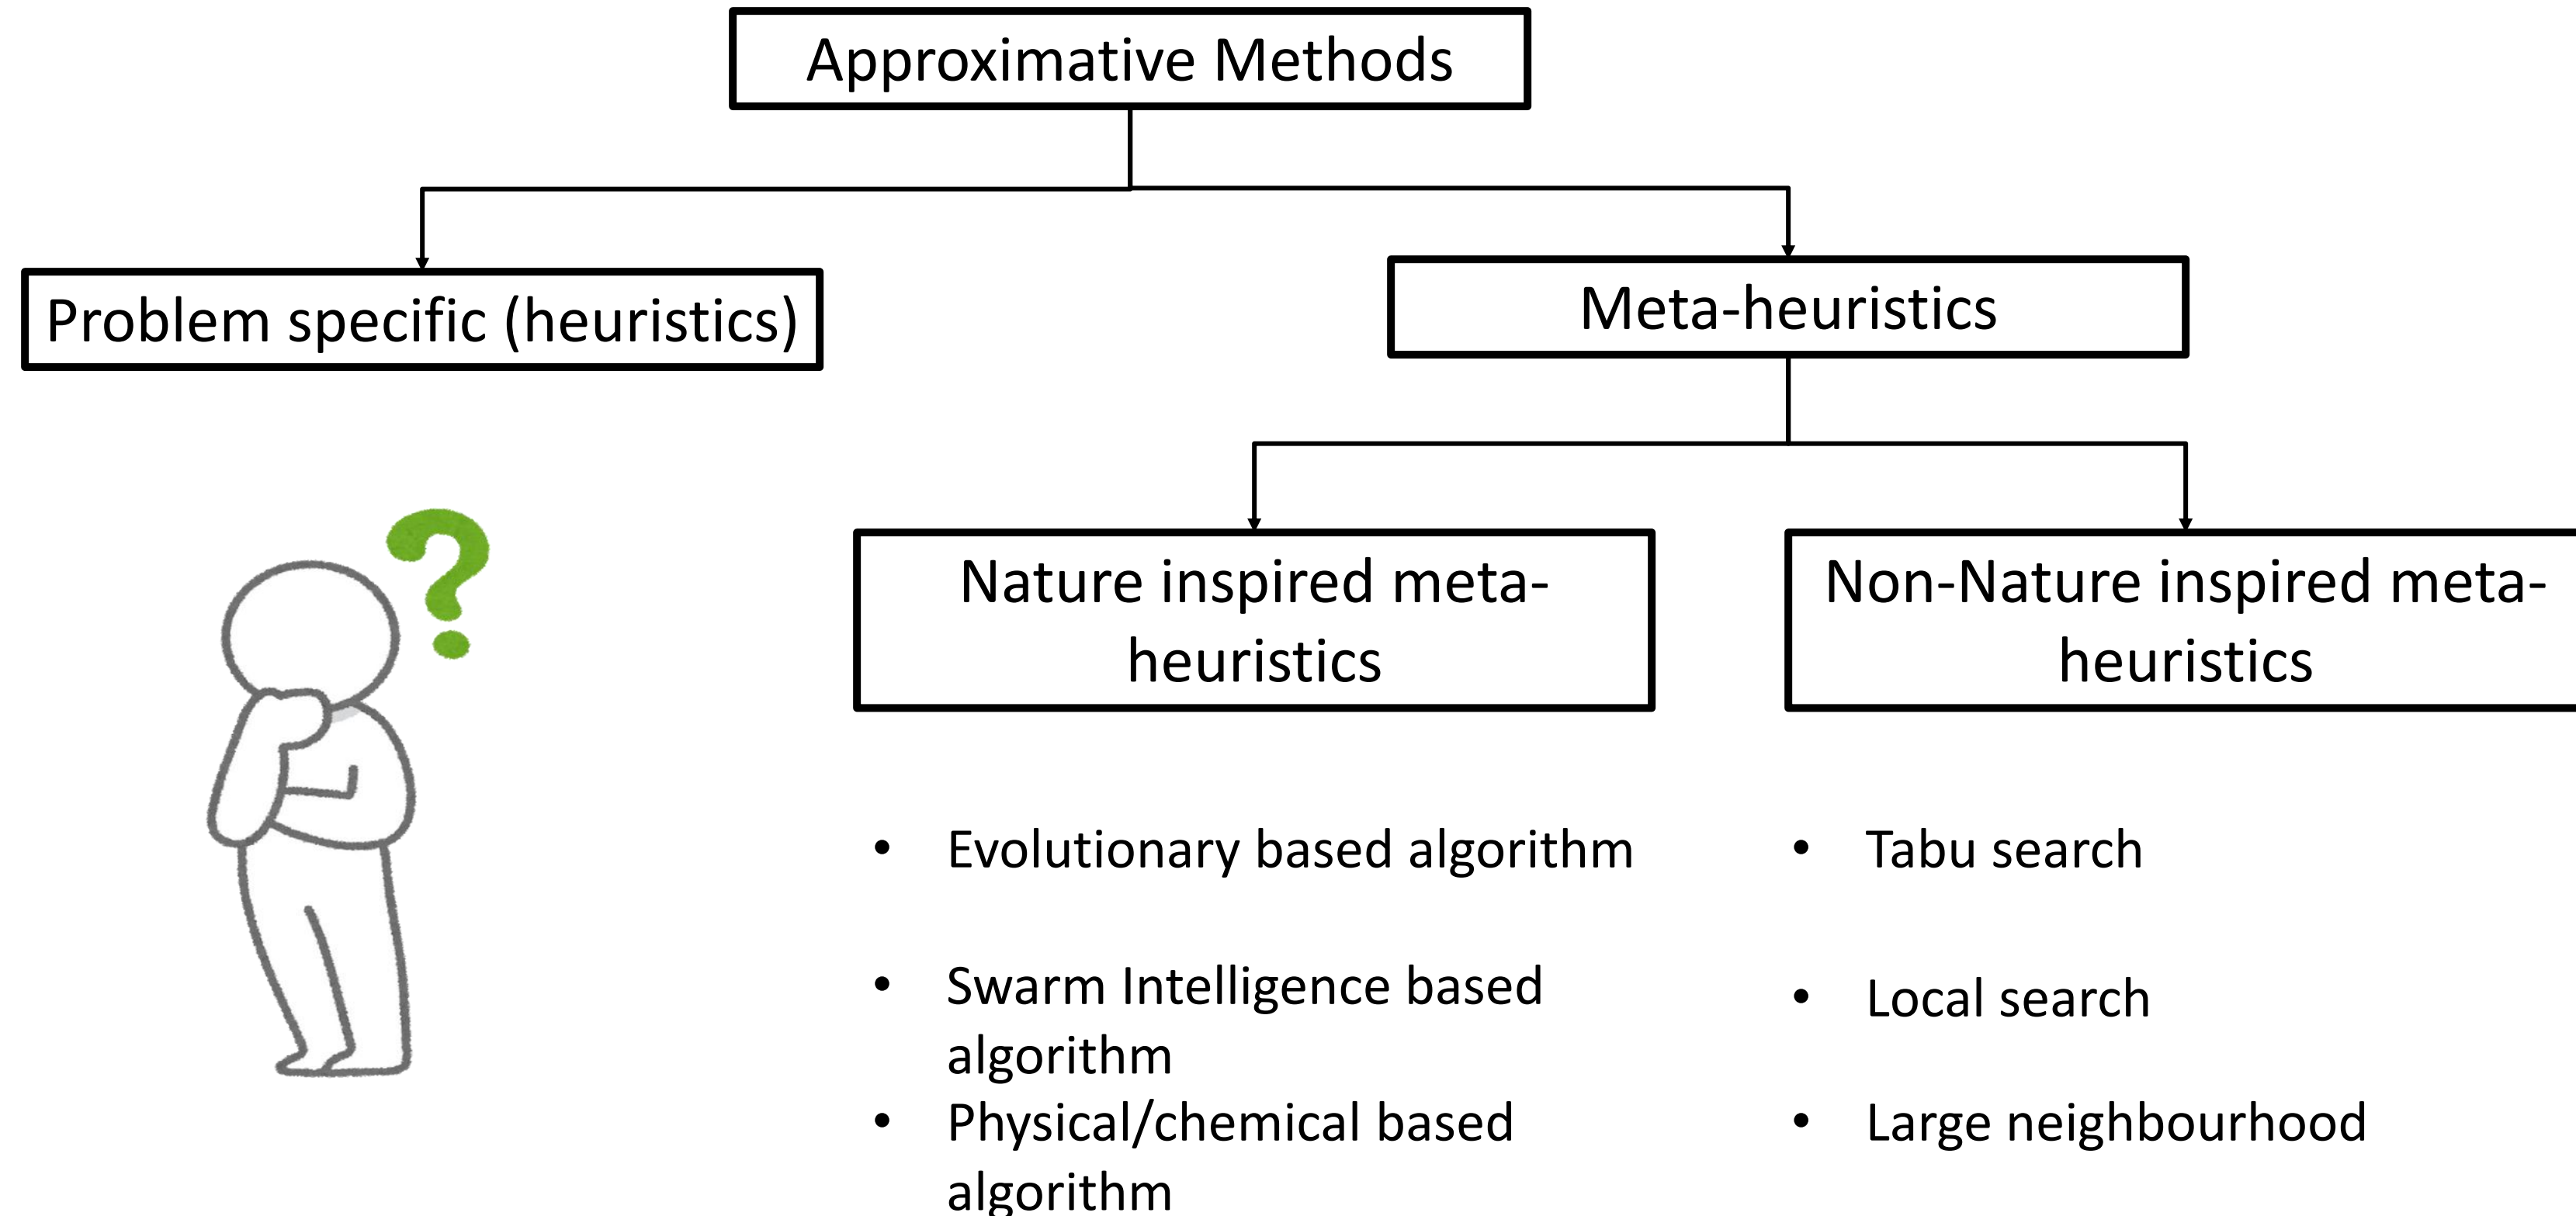 Approximative Methods
Problem specific (heuristics)
Meta-heuristics
Nature inspired meta-
heuristics
Non-Nature inspired meta-
heuristics
• Evolutionary based algorithm
• Swarm Intelligence based
algorithm
• Physical/chemical based
algorithm
• Tabu search
• Local search
• Large neighbourhood
?